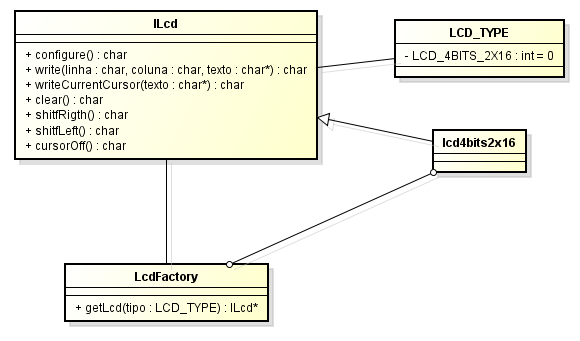 ILcd
+ configure() : char
+ write(linha : char, coluna : char, texto : char*) : char
+ writeCurrentCursor(texto : char*) : char
+ clear() : char
+ shitfRigth() : char
+ shitfLeft() : char
+ cursorOff() : char
LCD_TYPE
- LCD_4BITS_2X16 : int = 0
lcd4bits2x16
LcdFactory
+ getLcd(tipo : LCD_TYPE) : ILcd*